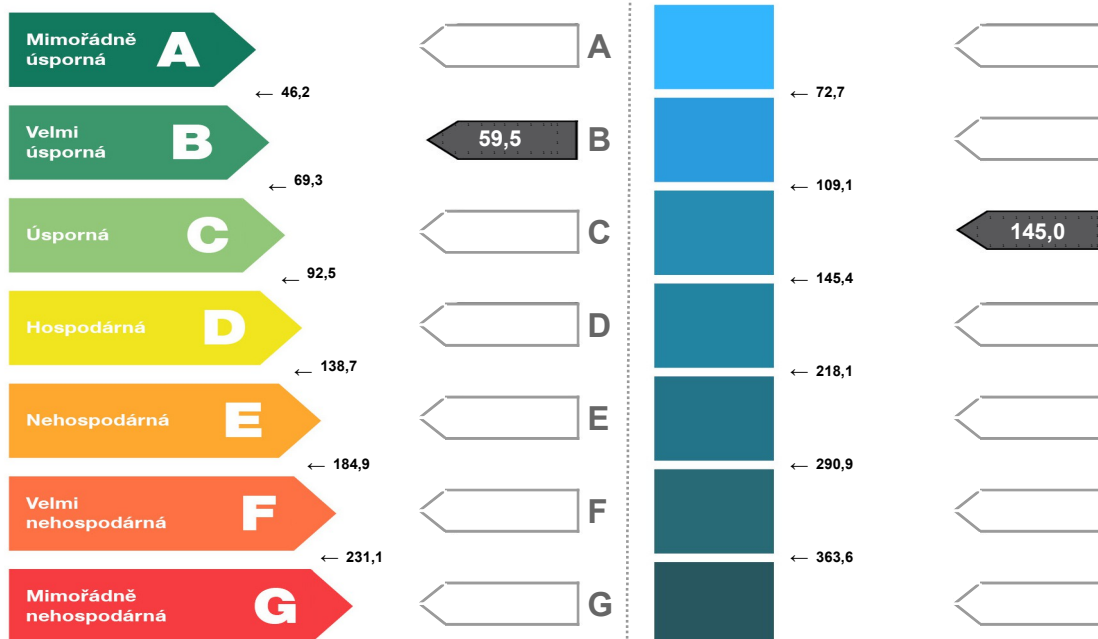 Mimořádně
úsporná
A
A
46,2
72,7
Velmi
úsporná
B
59,5
B
69,3
109,1
Úsporná
C
C
145,0
92,5
145,4
Hospodárná
D
D
138,7
218,1
Nehospodárná
E
E
184,9
290,9
Velmi
nehospodárná
F
F
231,1
363,6
Mimořádně
nehospodárná
G
G